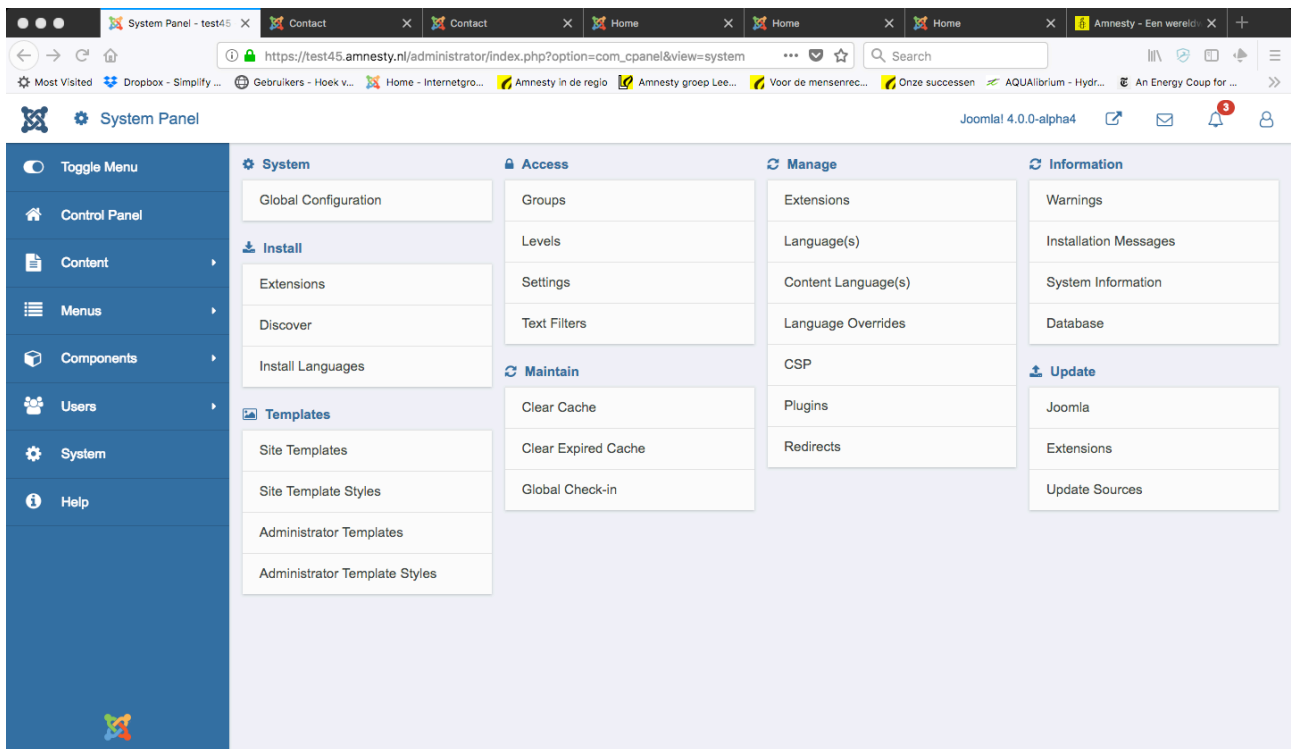 System Panel - test45
Contact
Contact
Home
Home
Home
Amnesty - Een wereldv
https://test45.amnesty.nl/administrator/index.php?option=com_cpanel&view=system
Search
Most Visited
Dropbox - Simplify ...
Gebruikers - Hoek v...
Home - Internetgro...
Amnesty in de regio
Amnesty groep Lee...
Voor de mensenrec...
Onze successen
AQUAlibrium - Hydr...
An Energy Coup for ...
System Panel
Joomla! 4.0.0-alpha4
3
Toggle Menu
Control Panel
Content
Menus
Components
Users
System
Help
System
Global Configuration
Install
Extensions
Discover
Install Languages
Templates
Site Templates
Site Template Styles
Administrator Templates
Administrator Template Styles
Access
Groups
Levels
Settings
Text Filters
Maintain
Clear Cache
Clear Expired Cache
Global Check-in
Manage
Extensions
Language(s)
Content Language(s)
Language Overrides
CSP
Plugins
Redirects
Information
Warnings
Installation Messages
System Information
Database
Update
Joomla
Extensions
Update Sources